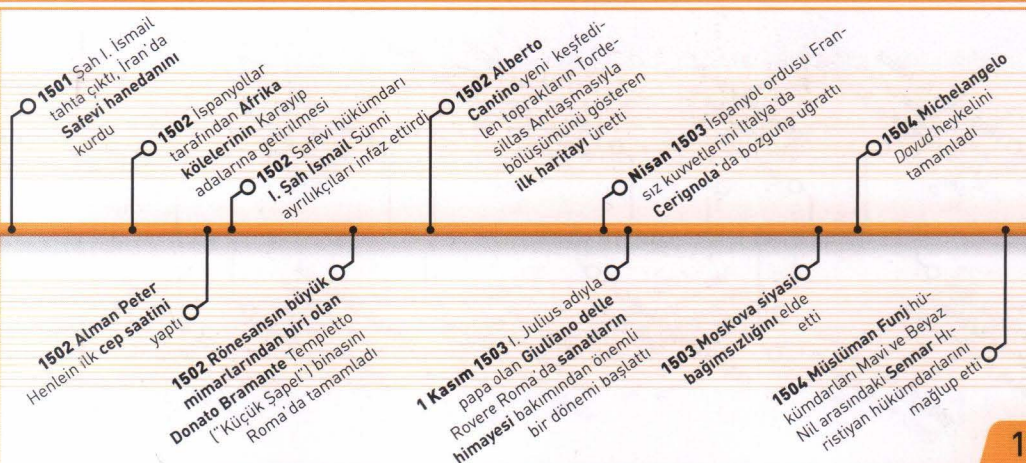 1501 Şah I. İsmail
tahta çıktı, İran'da
Safevi hanedanını
kurdu
1502 İspanyollar
tarafından Afrika
kölelerinin Karayip
adalarına getirilmesi
1502 Safevi hükümdarı
I. Şah İsmail Sünni
ayrılıkçıları infaz ettirdi
1502 Alberto
Cantino yeni keşfedi-
len toprakların Torde-
sillas Antlaşmasıyla
bölüşümünü gösteren
ilk haritayı üretti
Nisan 1503 İspanyol ordusu Fran-
sız kuvvetlerini İtalya'da
Cerignola'da bozguna uğrattı
1504 Michelangelo
Davud heykelini
tamamladı
1502 Alman Peter
Henlein ilk cep saatini
yaptı
1502 Rönesansın büyük
mimarlarından biri olan
Donato Bramante Tempietto
("Küçük Şapel") binasını
Roma'da tamamladı
1 Kasım 1503 I. Julius adıyla
papa olan Giuliano delle
Rovere Roma'da sanatların
himayesi bakımından önemli
bir dönemi başlattı
1503 Moskova siyasi
bağımsızlığını elde
etti
1504 Müslüman Funj hü-
kümdarları Mavi ve Beyaz
Nil arasındaki Sennar Hı-
ristiyan hükümdarlarını
mağlup etti
1